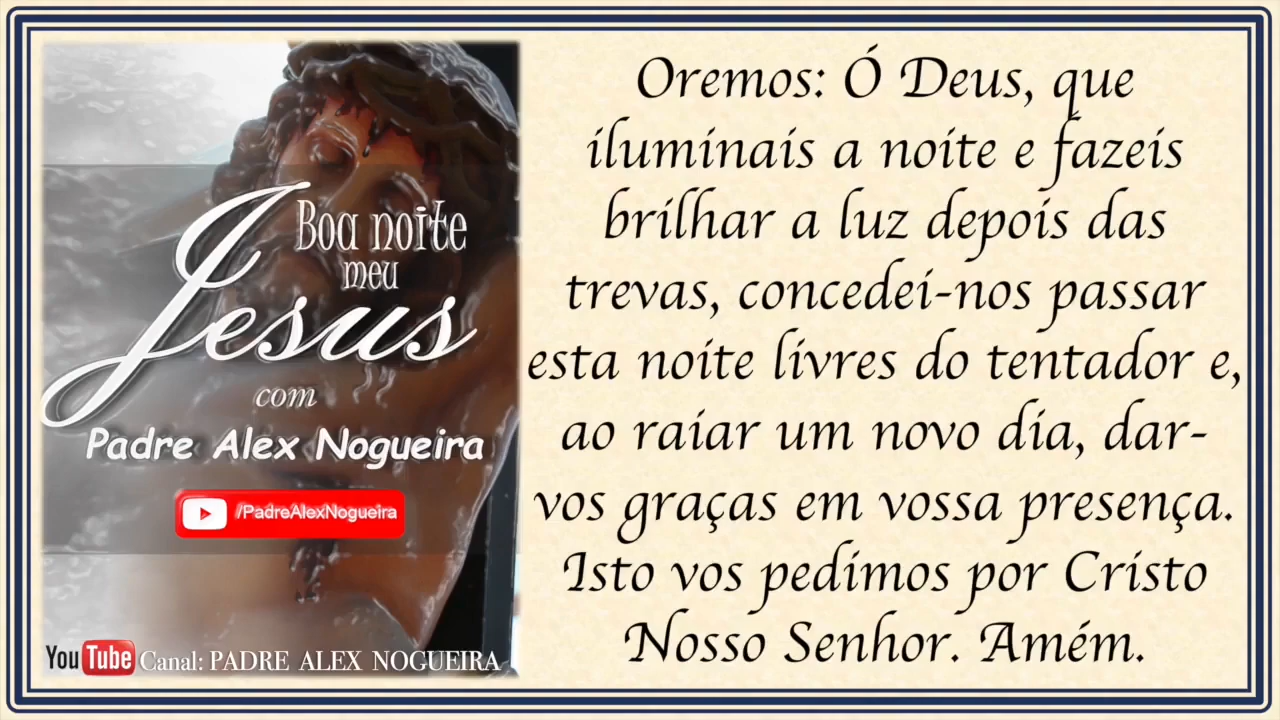 Boa noite
meu
Jesus
com
Padre Alex Nogueira
/PadreAlexNogueira
YouTube Canal: PADRE ALEX NOGUEIRA
Oremos: Ó Deus, que
iluminais a noite e fazeis
brilhar a luz depois das
trevas, concedei-nos passar
esta noite livres do tentador e,
ao raiar um novo dia, dar-
vos graças em vossa presença.
Isto vos pedimos por Cristo
Nosso Senhor. Amém.